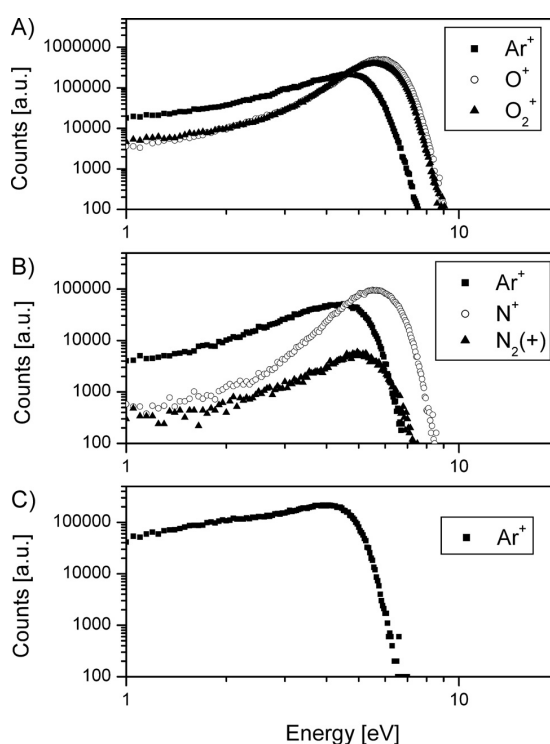 A)
Counts [a.u.]
1000000
100000
10000
1000
100
1
10
Ar⁺
O⁺
O₂⁺
B)
Counts [a.u.]
100000
10000
1000
100
1
10
Ar⁺
N⁺
N₂(+)
C)
Counts [a.u.]
100000
10000
1000
100
1
10
Ar⁺
Energy [eV]